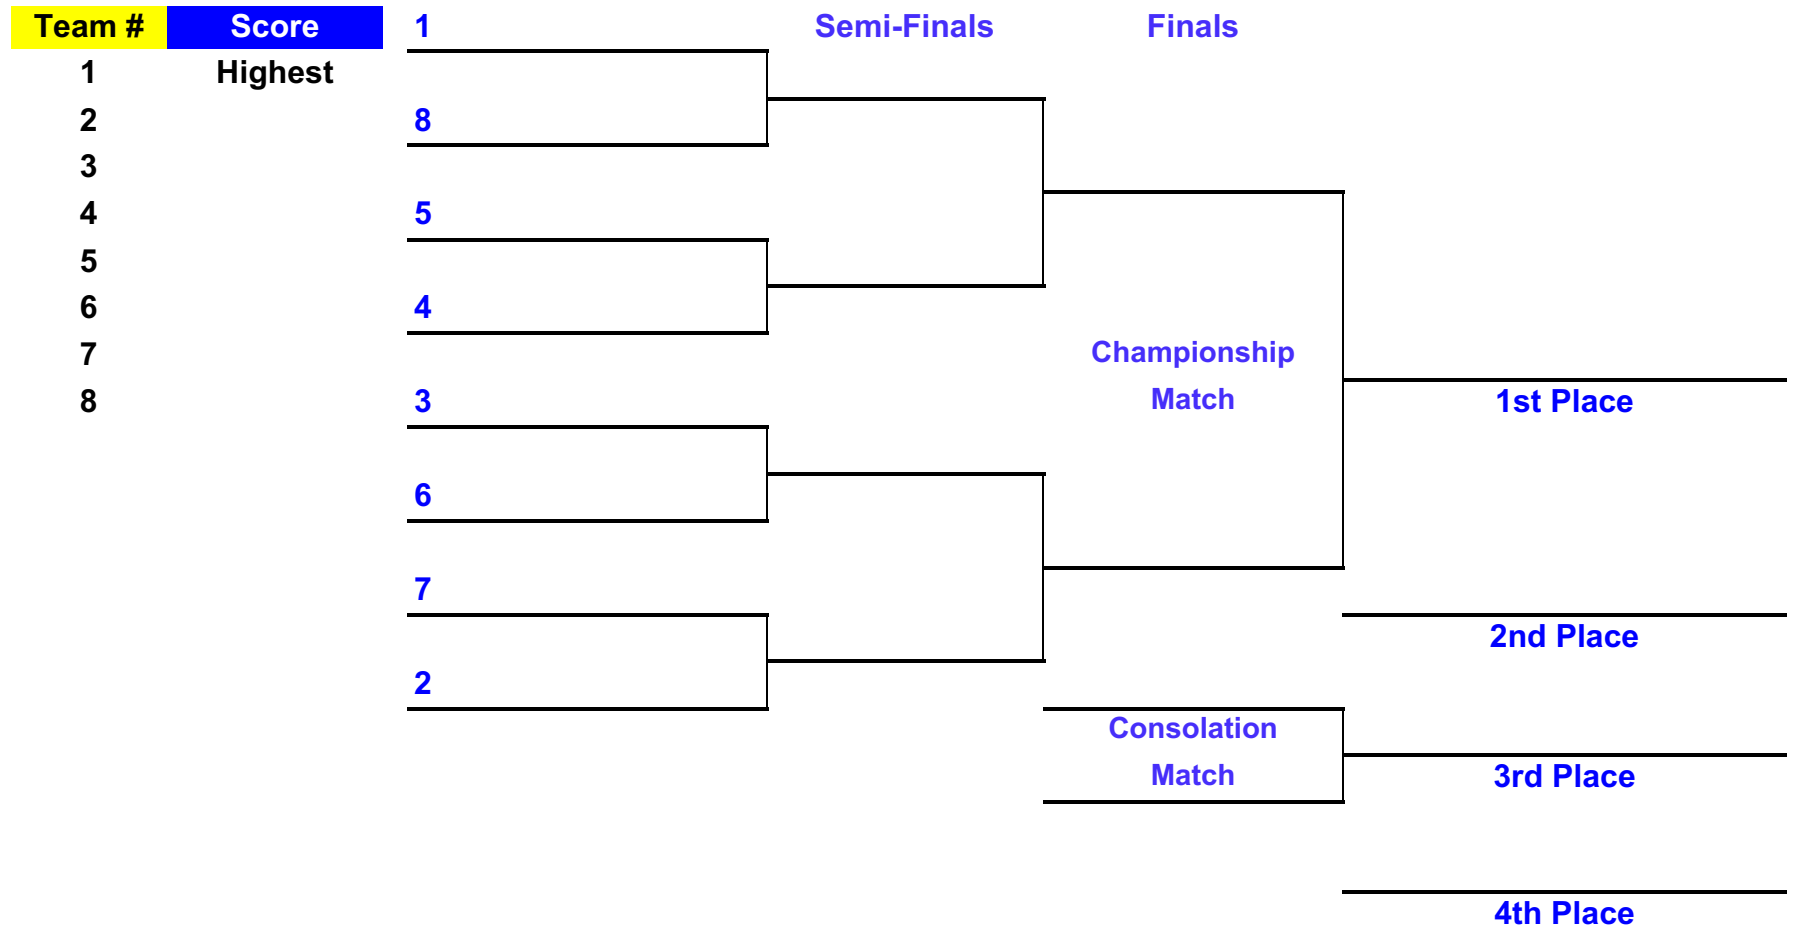 Team # Score 1 Semi-Finals Finals
1 Highest
2 8
3
4 5
5
6 4
7 Championship
8 3 Match 1st Place
6
7
2nd Place
2
Consolation
Match 3rd Place
4th Place